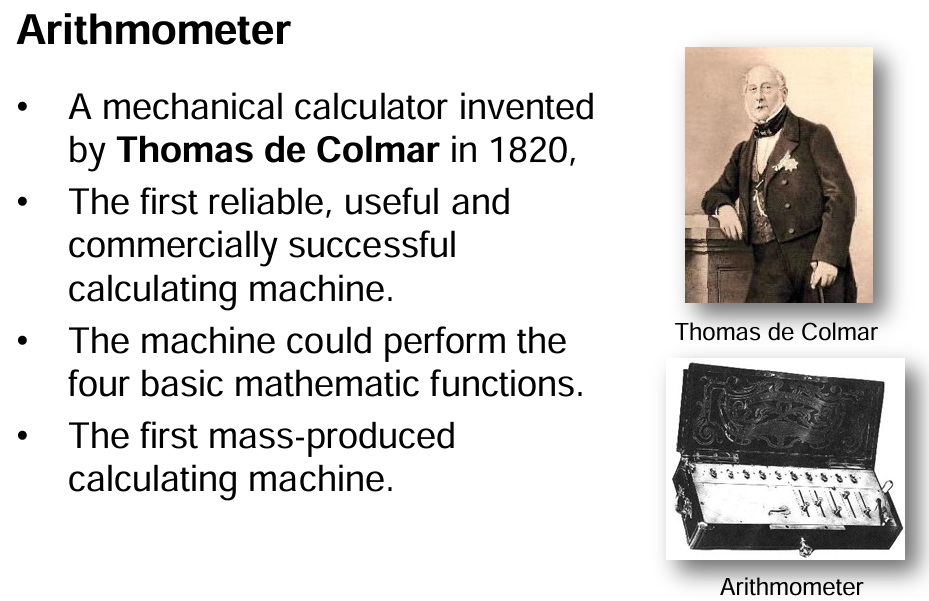 Arithmometer
• A mechanical calculator invented
by Thomas de Colmar in 1820,
• The first reliable, useful and
commercially successful
calculating machine.
• The machine could perform the
four basic mathematic functions.
• The first mass-produced
calculating machine.
Thomas de Colmar
Arithmometer